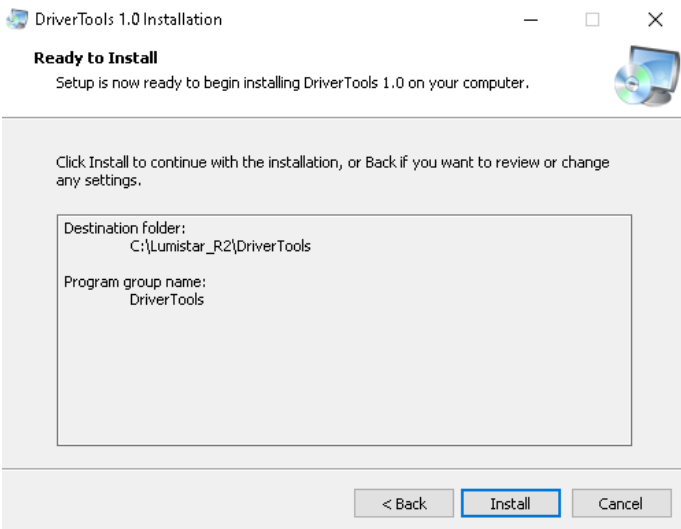 DriverTools 1.0 Installation
Ready to Install
Setup is now ready to begin installing DriverTools 1.0 on your computer.
Click Install to continue with the installation, or Back if you want to review or change
any settings.
Destination folder:
C:\Lumistar_R2\DriverTools
Program group name:
DriverTools
< Back
Install
Cancel